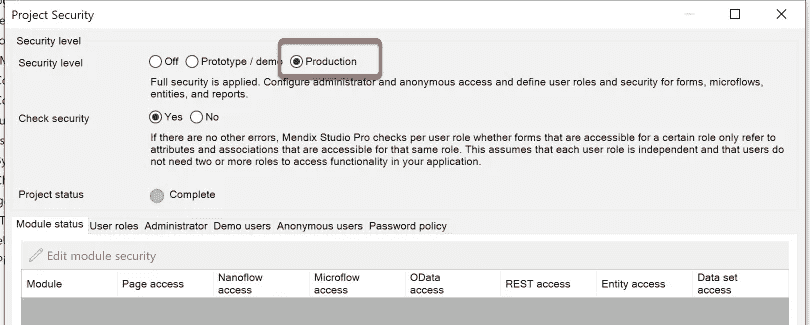 Project Security
Security level
Security level Off Prototype / demo Production
Full security is applied. Configure administrator and anonymous access and define user roles and security for forms, microflows,
entities, and reports.
Check security Yes No
If there are no other errors, Mendix Studio Pro checks per user role whether forms that are accessible for a certain role only refer to
attributes and associations that are accessible for that same role. This assumes that each user role is independent and that users do
not need two or more roles to access functionality in your application.
Project status Complete
Module status User roles Administrator Demo users Anonymous users Password policy
Edit module security
Module Page access Nanoflow access Microflow access OData access REST access Entity access Data set access